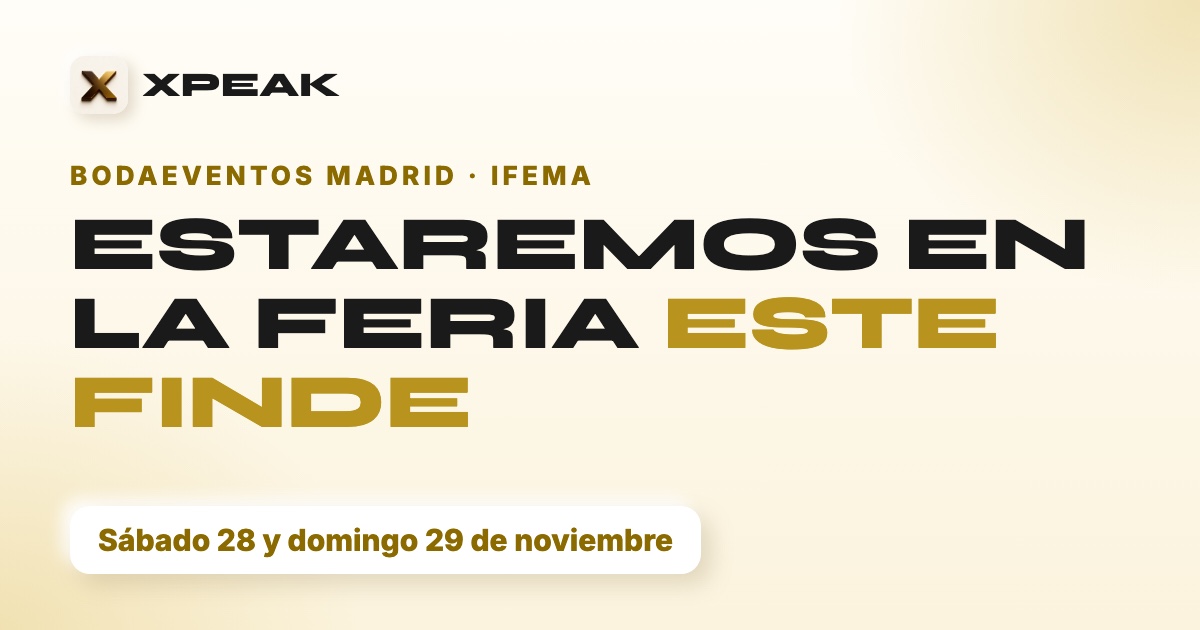 X XPEAK
BODAEVENTOS MADRID · IFEMA
ESTAREMOS EN
LA FERIA ESTE
FINDE
Sábado 28 y domingo 29 de noviembre